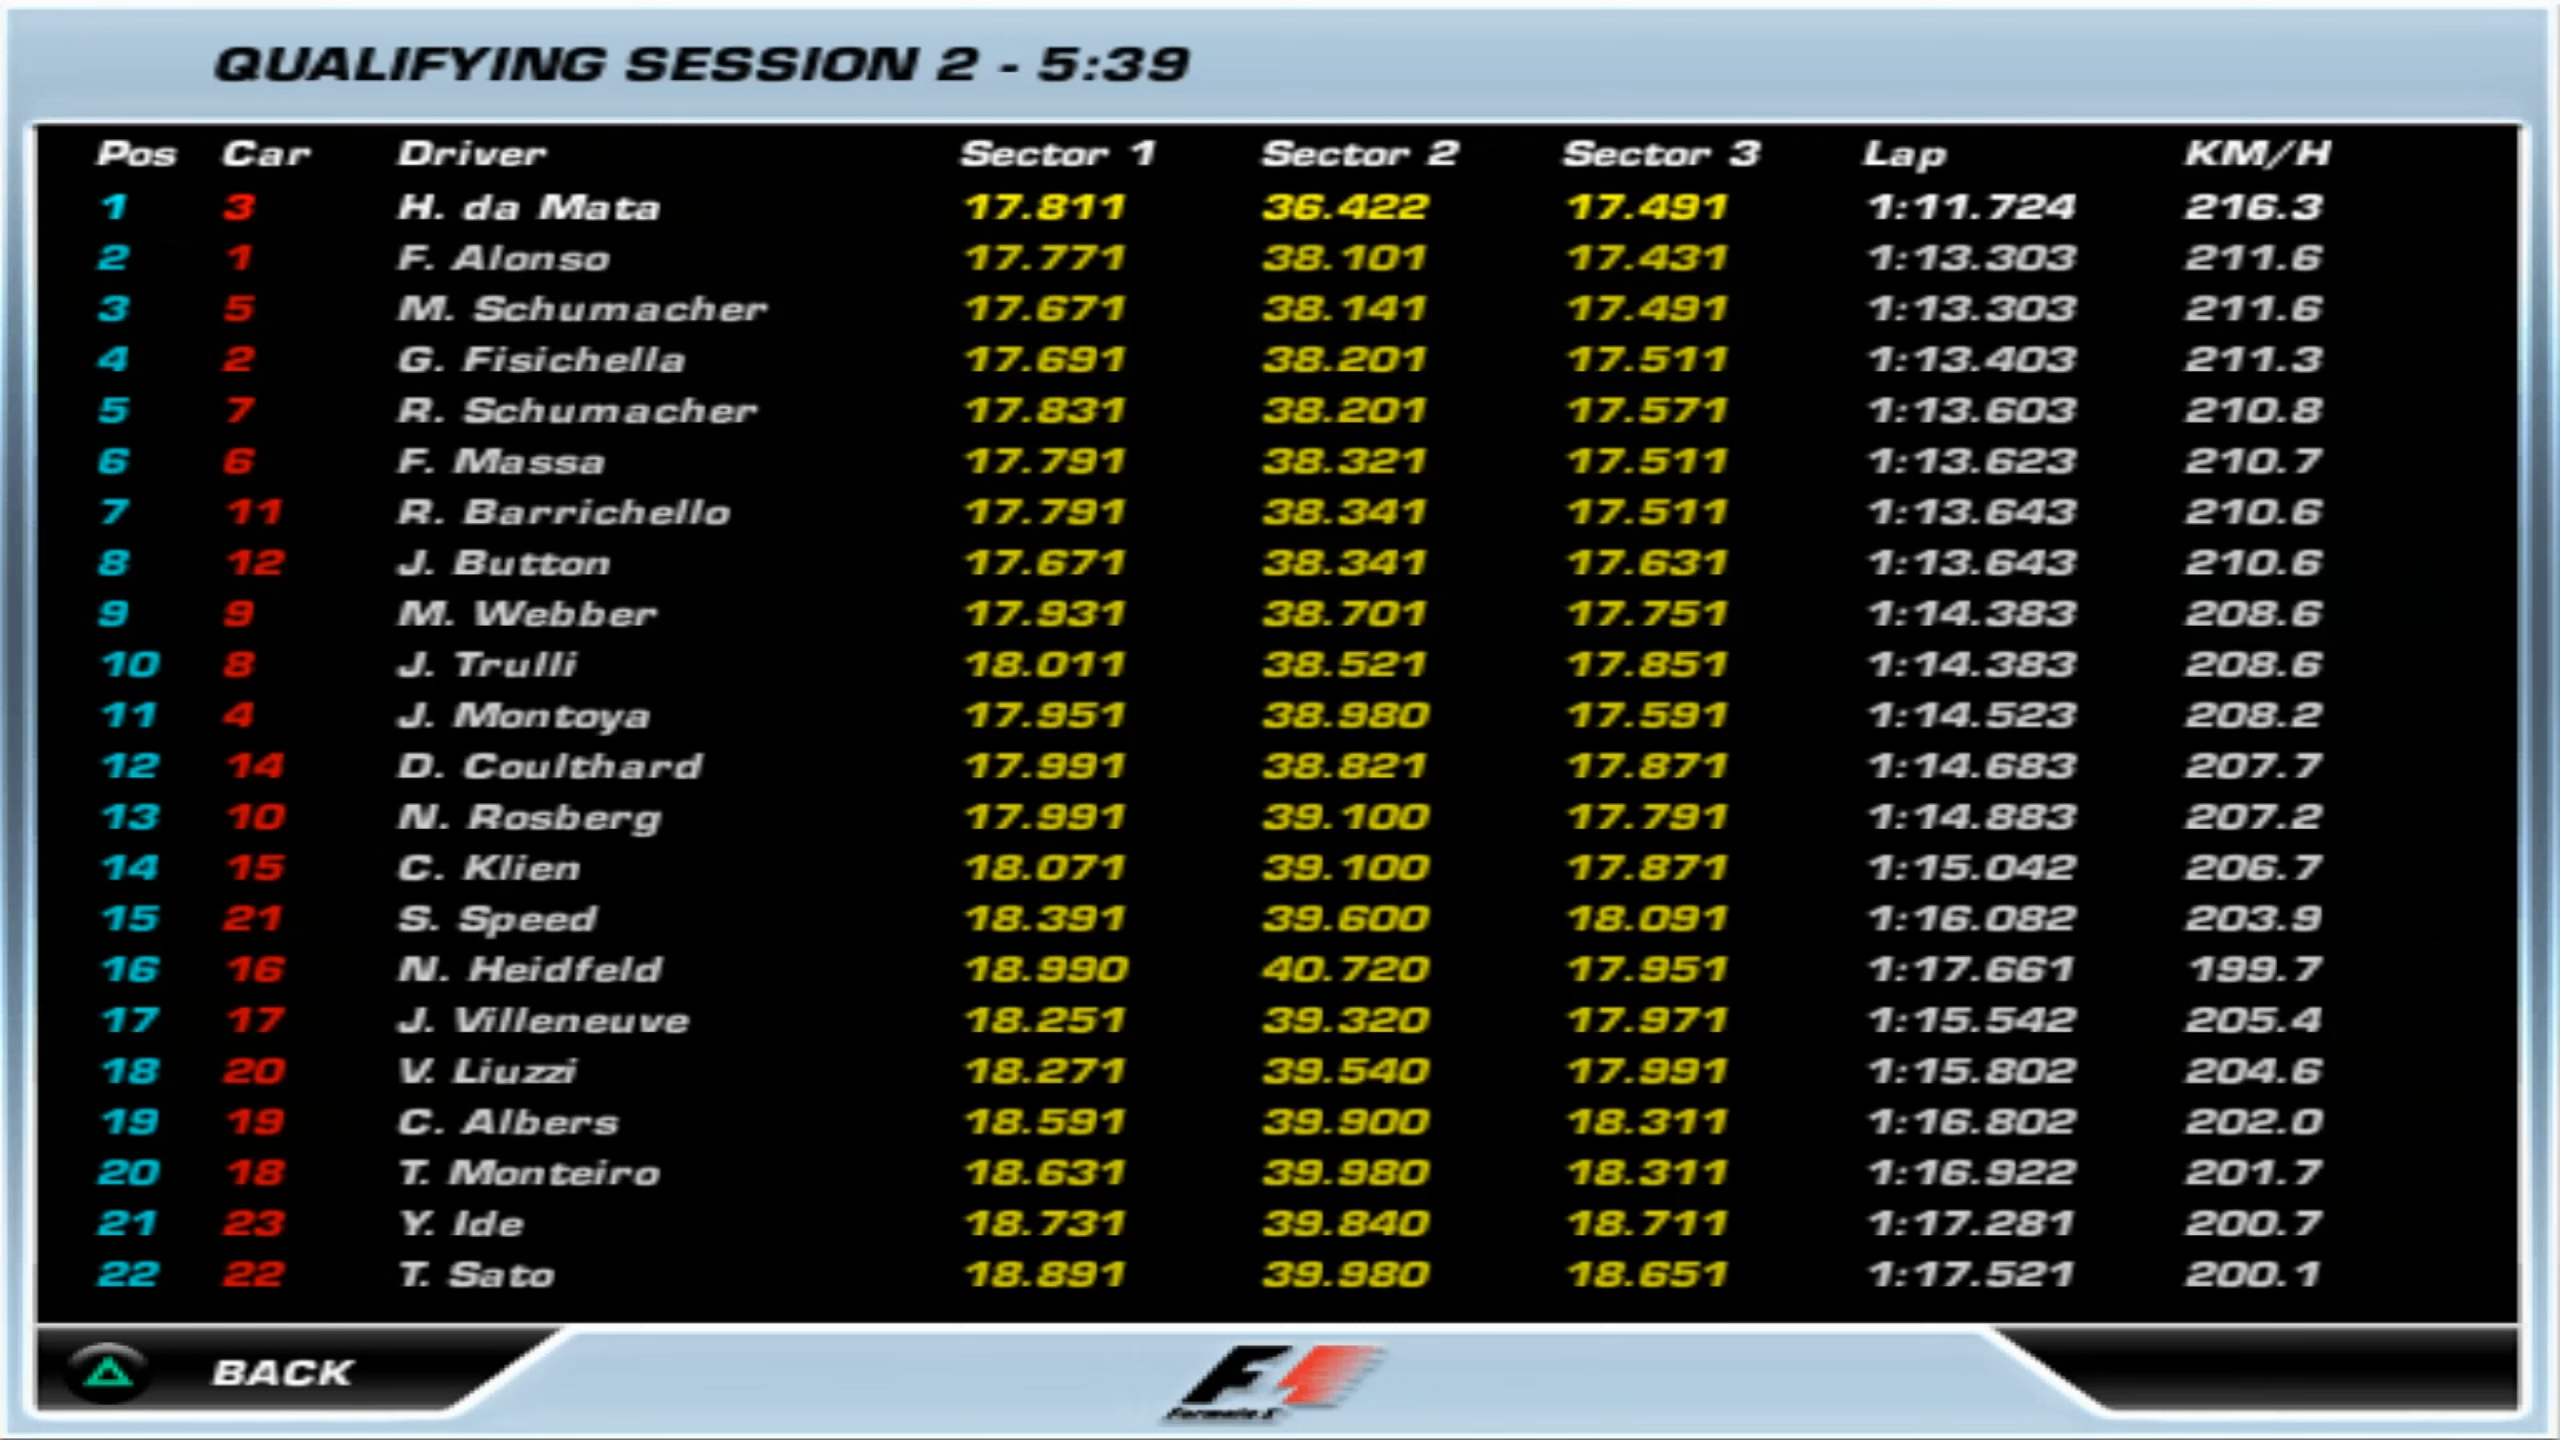 QUALIFYING SESSION 2 - 5:39
Pos Car Driver Sector 1 Sector 2 Sector 3 Lap KM/H
1 3 H. da Mata 17.811 36.422 17.491 1:11.724 216.3
2 1 F. Alonso 17.771 38.101 17.431 1:13.303 211.6
3 5 M. Schumacher 17.671 38.141 17.491 1:13.303 211.6
4 2 G. Fisichella 17.691 38.201 17.511 1:13.403 211.3
5 7 R. Schumacher 17.831 38.201 17.571 1:13.603 210.8
6 6 F. Massa 17.791 38.321 17.511 1:13.623 210.7
7 11 R. Barrichello 17.791 38.341 17.511 1:13.643 210.6
8 12 J. Button 17.671 38.341 17.631 1:13.643 210.6
9 9 M. Webber 17.931 38.701 17.751 1:14.383 208.6
10 8 J. Trulli 18.011 38.521 17.851 1:14.383 208.6
11 4 J. Montoya 17.951 38.980 17.591 1:14.523 208.2
12 14 D. Coulthard 17.991 38.821 17.871 1:14.683 207.7
13 10 N. Rosberg 17.991 39.100 17.791 1:14.883 207.2
14 15 C. Klien 18.071 39.100 17.871 1:15.042 206.7
15 21 S. Speed 18.391 39.600 18.091 1:16.082 203.9
16 16 N. Heidfeld 18.990 40.720 17.951 1:17.661 199.7
17 17 J. Villeneuve 18.251 39.320 17.971 1:15.542 205.4
18 20 V. Liuzzi 18.271 39.540 17.991 1:15.802 204.6
19 19 C. Albers 18.591 39.900 18.311 1:16.802 202.0
20 18 T. Monteiro 18.631 39.980 18.311 1:16.922 201.7
21 23 Y. Ide 18.731 39.840 18.711 1:17.281 200.7
22 22 T. Sato 18.891 39.980 18.651 1:17.521 200.1
BACK
F1
Formula 1